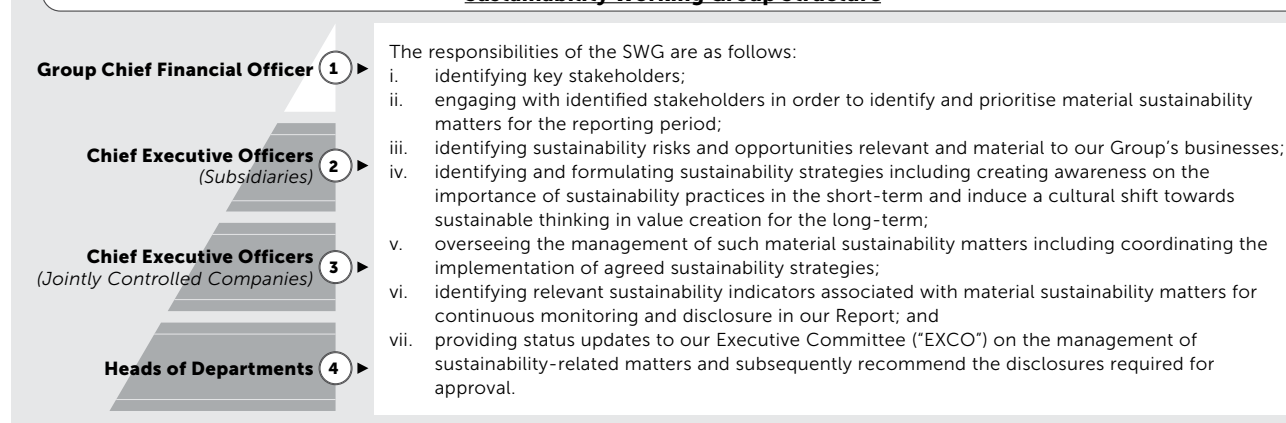 Sustainability Working Group Structure
Group Chief Financial Officer 1
Chief Executive Officers
(Subsidiaries)
2
Chief Executive Officers
(Jointly Controlled Companies)
3
Heads of Departments 4
The responsibilities of the SWG are as follows:
i. identifying key stakeholders;
ii. engaging with identified stakeholders in order to identify and prioritise material sustainability
matters for the reporting period;
iii. identifying sustainability risks and opportunities relevant and material to our Group's businesses;
iv. identifying and formulating sustainability strategies including creating awareness on the
importance of sustainability practices in the short-term and induce a cultural shift towards
sustainable thinking in value creation for the long-term;
v. overseeing the management of such material sustainability matters including coordinating the
implementation of agreed sustainability strategies;
vi. identifying relevant sustainability indicators associated with material sustainability matters for
continuous monitoring and disclosure in our Report; and
vii. providing status updates to our Executive Committee ("EXCO") on the management of
sustainability-related matters and subsequently recommend the disclosures required for
approval.